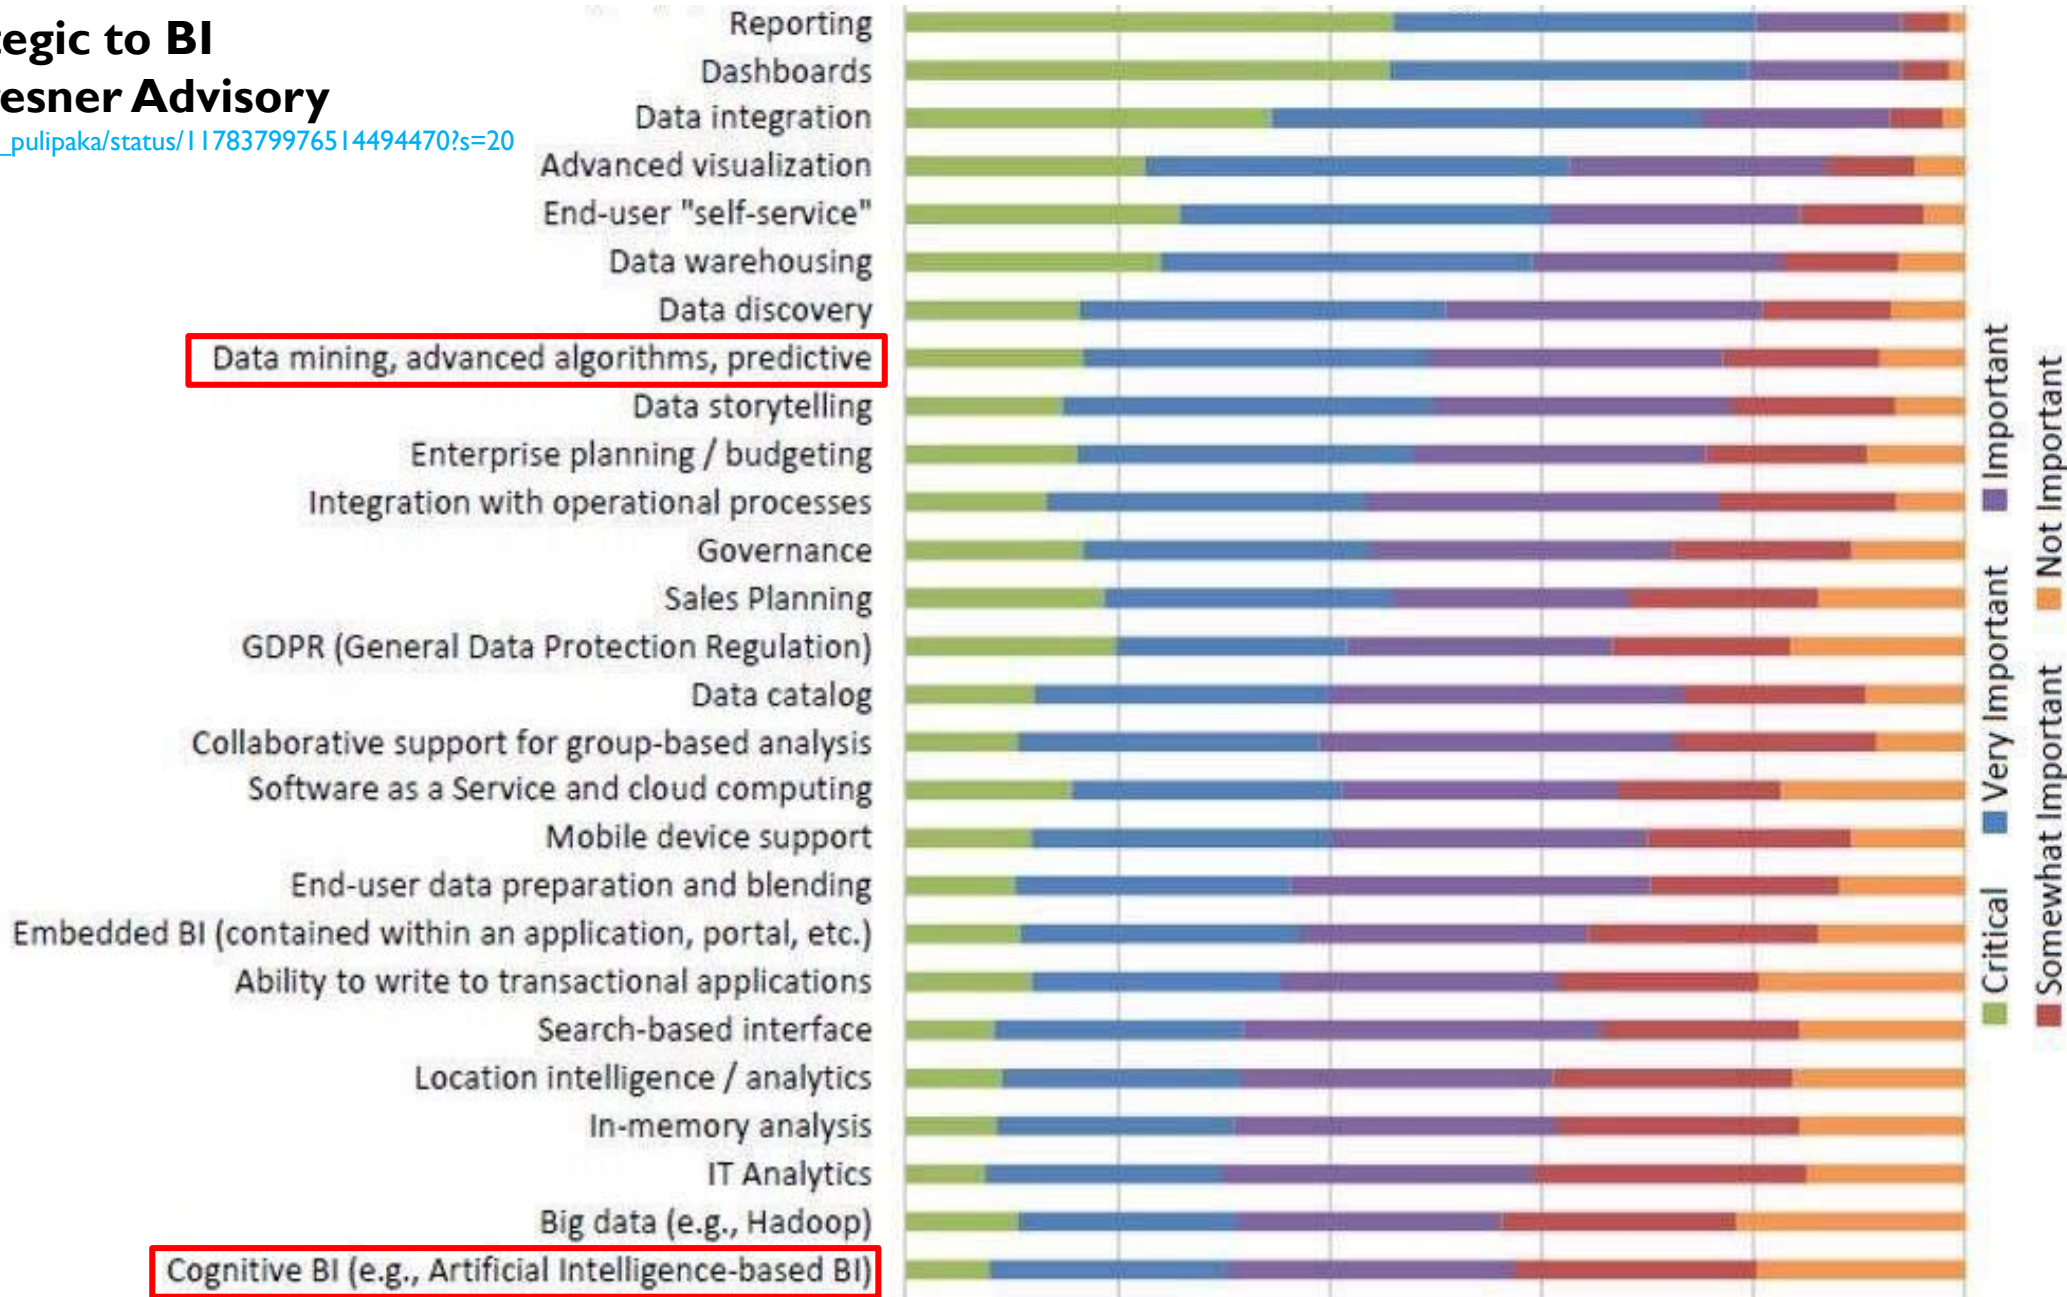 tegic to BI
esner Advisory
_pulipaka/status/1178379976514494470?s=20
Reporting
Dashboards
Data integration
Advanced visualization
End-user "self-service"
Data warehousing
Data discovery
Data mining, advanced algorithms, predictive
Data storytelling
Enterprise planning / budgeting
Integration with operational processes
Governance
Sales Planning
GDPR (General Data Protection Regulation)
Data catalog
Collaborative support for group-based analysis
Software as a Service and cloud computing
Mobile device support
End-user data preparation and blending
Embedded BI (contained within an application, portal, etc.)
Ability to write to transactional applications
Search-based interface
Location intelligence / analytics
In-memory analysis
IT Analytics
Big data (e.g., Hadoop)
Cognitive BI (e.g., Artificial Intelligence-based BI)
Critical
Very Important
Important
Somewhat Important
Not Important